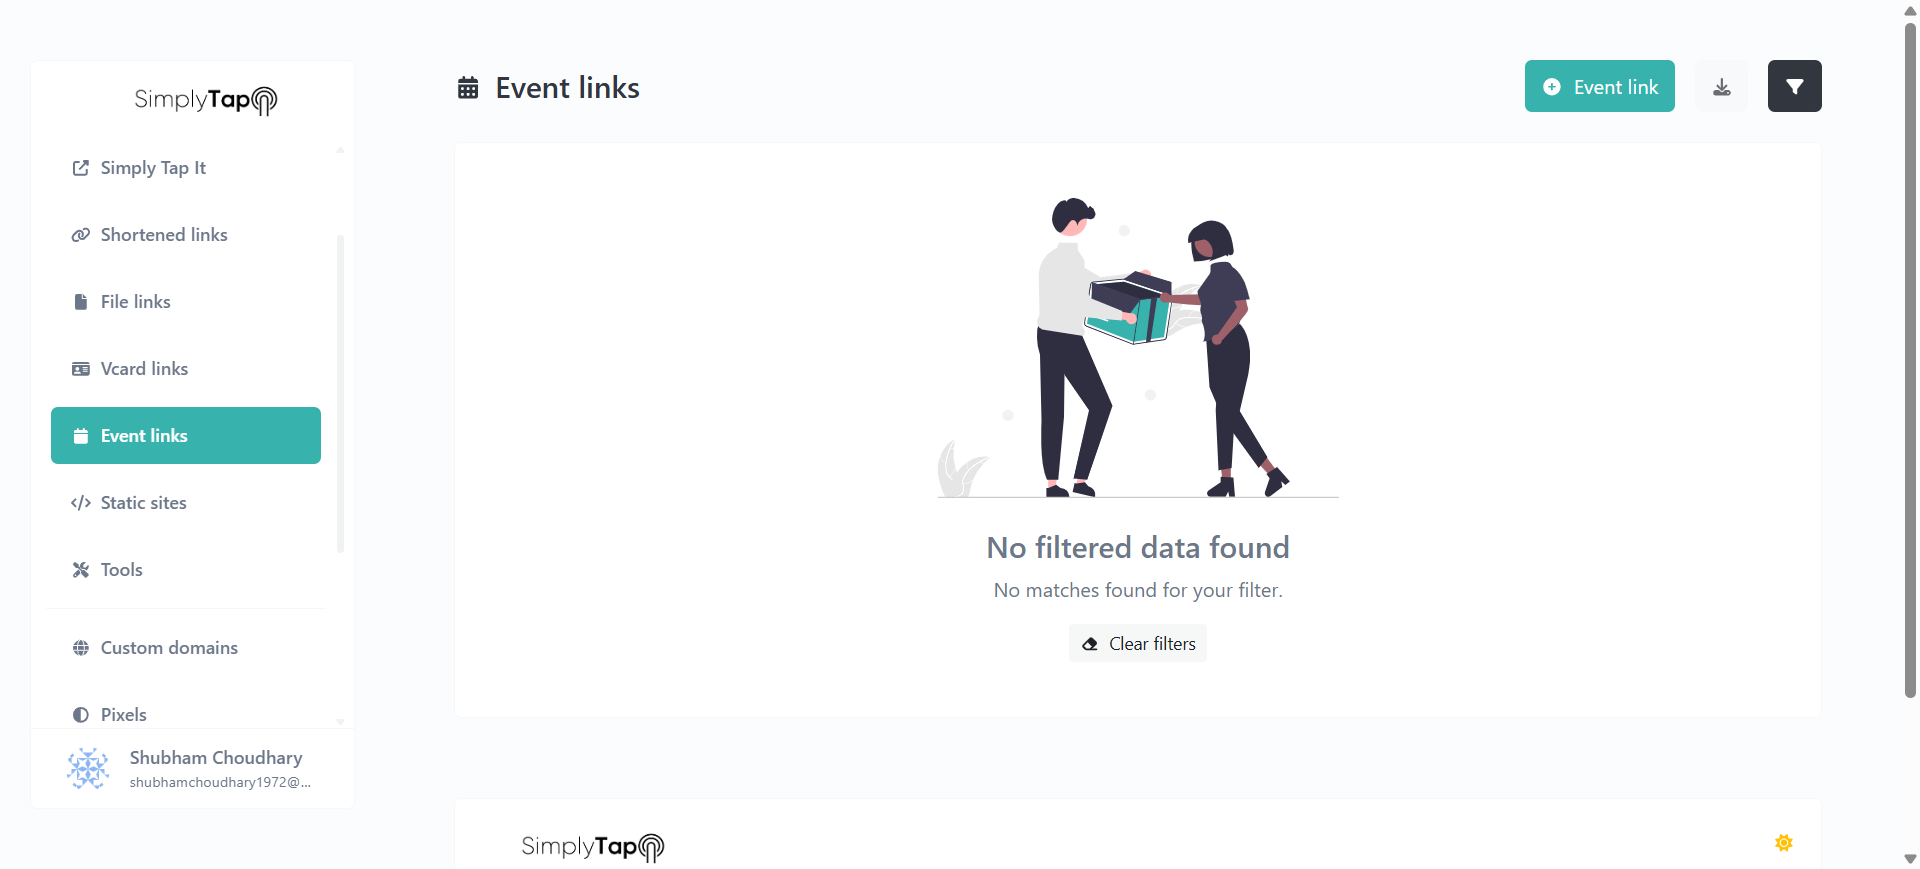 SimplyTap
Simply Tap It
Shortened links
File links
Vcard links
Event links
Static sites
Tools
Custom domains
Pixels
Shubham Choudhary
shubhamchoudhary1972@...
Event links
Event link
No filtered data found
No matches found for your filter.
Clear filters
SimplyTap